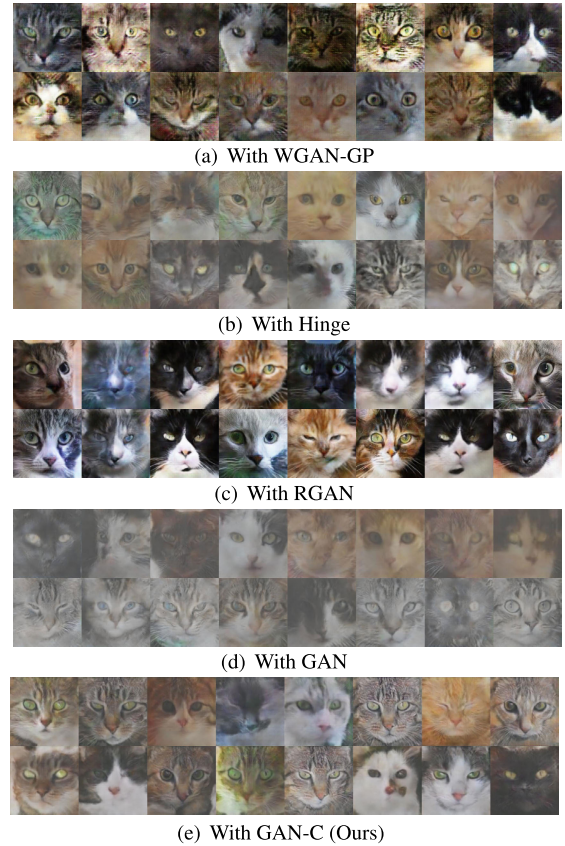 (a) With WGAN-GP
(b) With Hinge
(c) With RGAN
(d) With GAN
(e) With GAN-C (Ours)